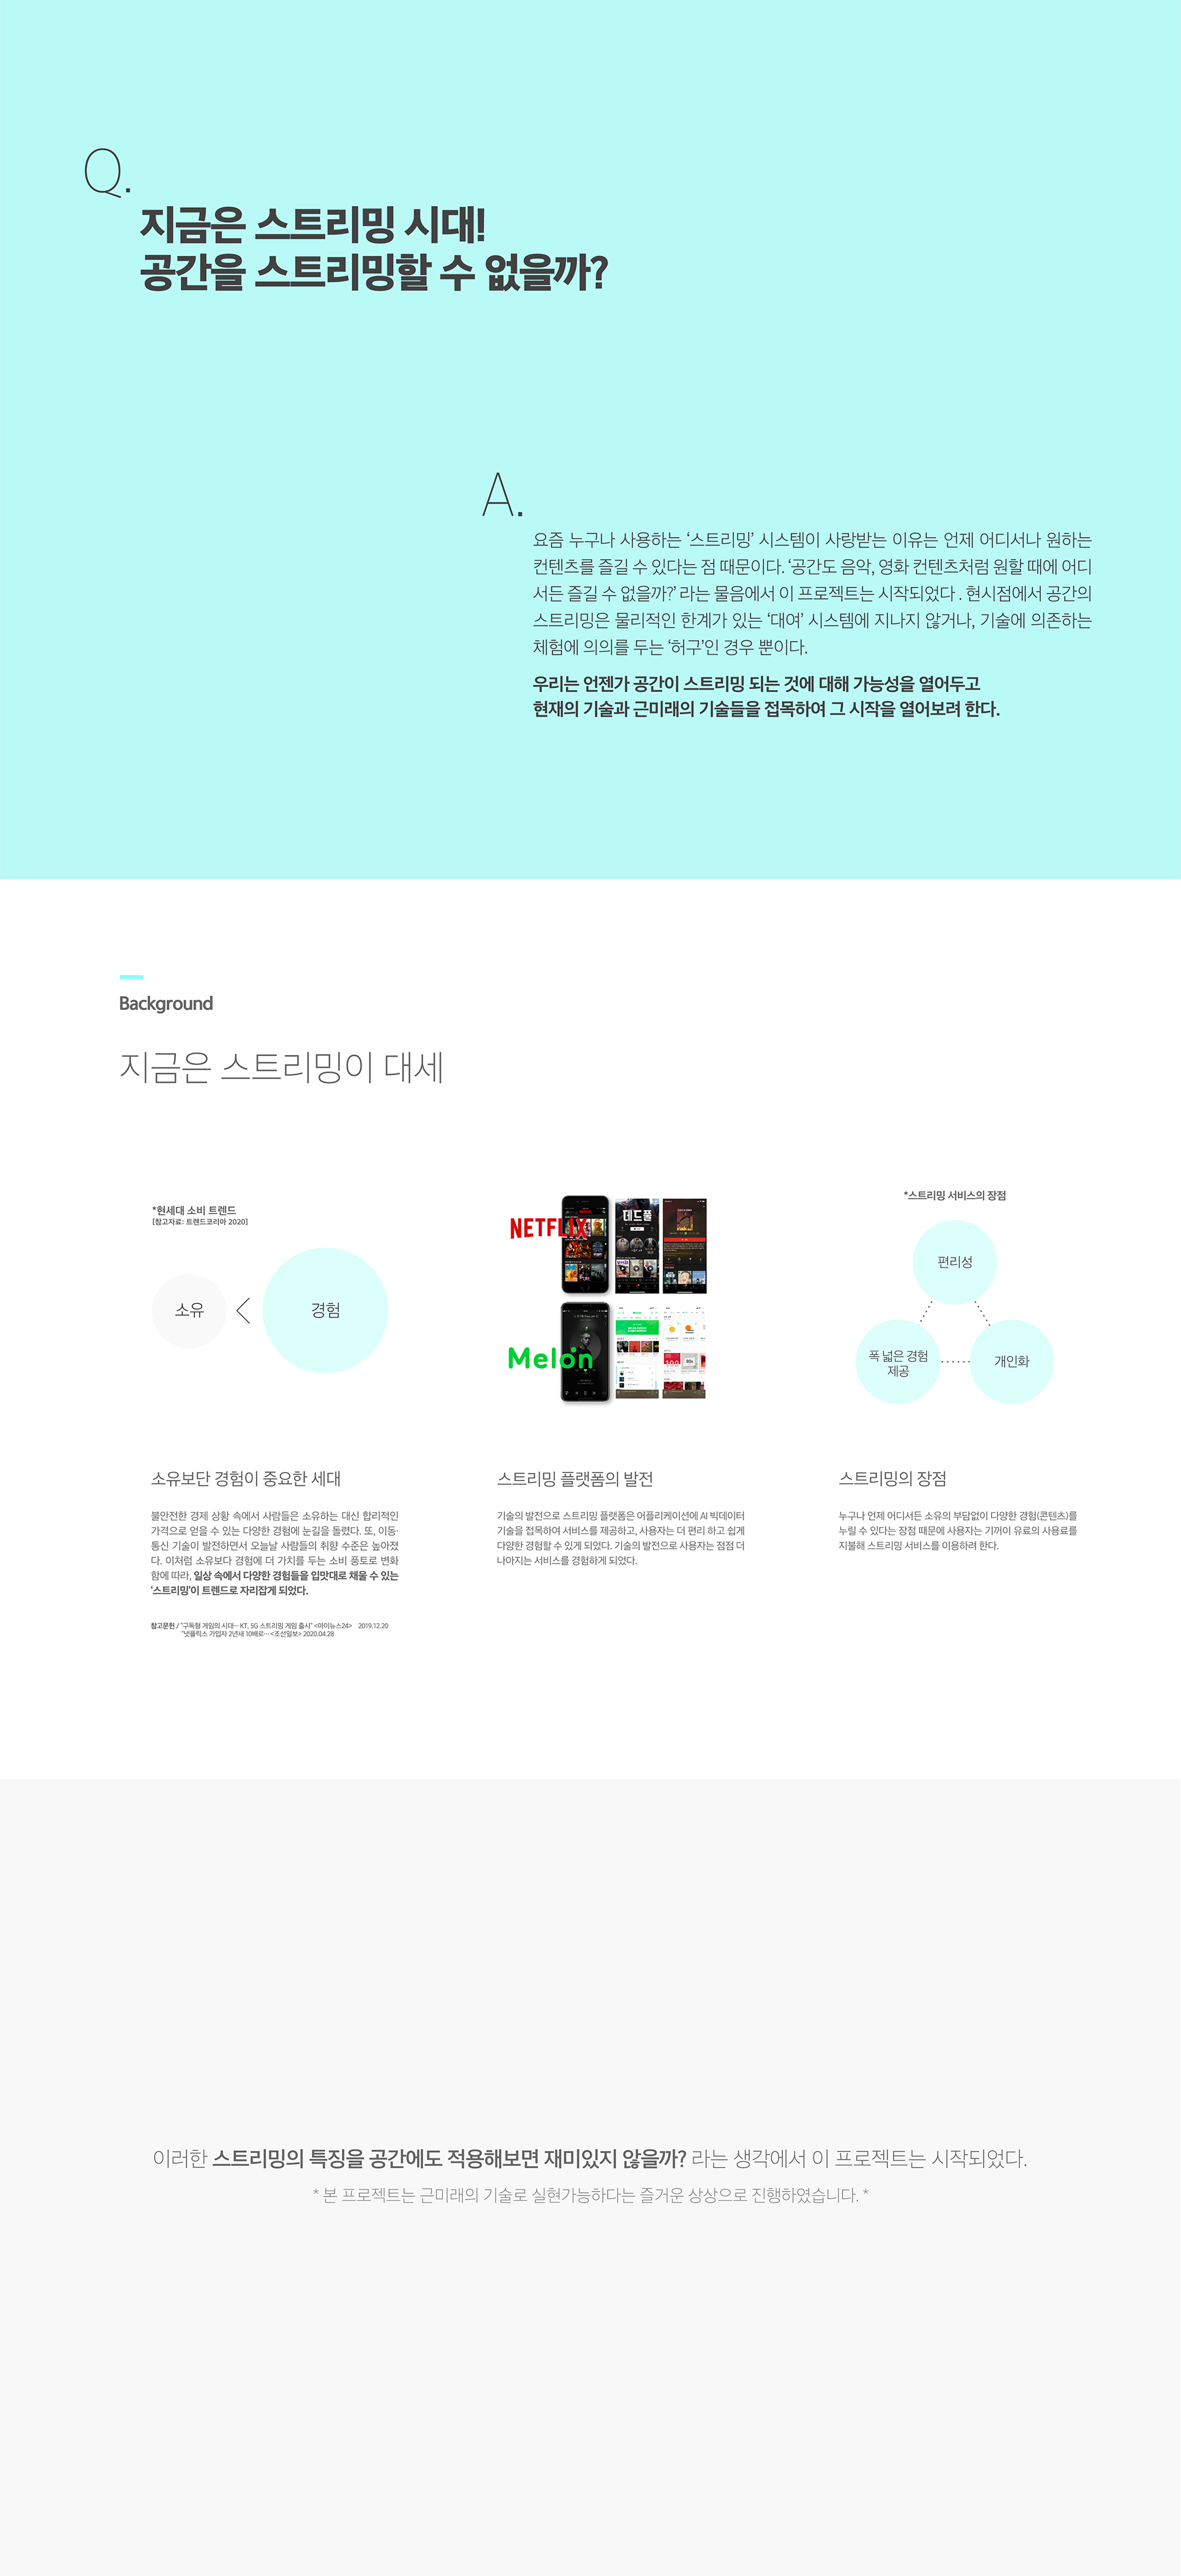 Q.
지금은 스트리밍 시대!
공간을 스트리밍할 수 없을까?
A.
요즘 누구나 사용하는 ‘스트리밍’ 시스템이 사랑받는 이유는 언제 어디서나 원하는
컨텐츠를 즐길 수 있다는 점 때문이다. ‘공간도 음악, 영화 컨텐츠처럼 원할 때에 어디
서든 즐길 수 없을까?’ 라는 물음에서 이 프로젝트는 시작되었다 . 현시점에서 공간의
스트리밍은 물리적인 한계가 있는 ‘대여’ 시스템에 지나지 않거나, 기술에 의존하는
체험에 의의를 두는 ‘허구’인 경우 뿐이다.
우리는 언젠가 공간이 스트리밍 되는 것에 대해 가능성을 열어두고
현재의 기술과 근미래의 기술들을 접목하여 그 시작을 열어보려 한다.
Background
지금은 스트리밍이 대세
*현세대 소비 트렌드
[참고자료: 트렌드코리아 2020]
소유 < 경험
NETFLIX
데드풀
Melon
*스트리밍 서비스의 장점
편리성
폭 넓은 경험
제공
개인화
소유보단 경험이 중요한 세대
불안전한 경제 상황 속에서 사람들은 소유하는 대신 합리적인
가격으로 얻을 수 있는 다양한 경험에 눈길을 돌렸다. 또, 이동·
통신 기술이 발전하면서 오늘날 사람들의 취향 수준은 높아졌
다. 이처럼 소유보다 경험에 더 가치를 두는 소비 풍토로 변화
함에 따라, 일상 속에서 다양한 경험들을 입맛대로 채울 수 있는
‘스트리밍’이 트렌드로 자리잡게 되었다.
참고문헌 / "구독형 게임의 시대… KT, 5G 스트리밍 게임 출시" <아이뉴스24> 2019.12.20
"넷플릭스 가입자 2년새 10배로… <조선일보> 2020.04.28
스트리밍 플랫폼의 발전
기술의 발전으로 스트리밍 플랫폼은 어플리케이션에 AI 빅데이터
기술을 접목하여 서비스를 제공하고, 사용자는 더 편리 하고 쉽게
다양한 경험할 수 있게 되었다. 기술의 발전으로 사용자는 점점 더
나아지는 서비스를 경험하게 되었다.
스트리밍의 장점
누구나 언제 어디서든 소유의 부담없이 다양한 경험(콘텐츠)를
누릴 수 있다는 장점 때문에 사용자는 기꺼이 유료의 사용료를
지불해 스트리밍 서비스를 이용하려 한다.
이러한 스트리밍의 특징을 공간에도 적용해보면 재미있지 않을까? 라는 생각에서 이 프로젝트는 시작되었다.
* 본 프로젝트는 근미래의 기술로 실현가능하다는 즐거운 상상으로 진행하였습니다. *